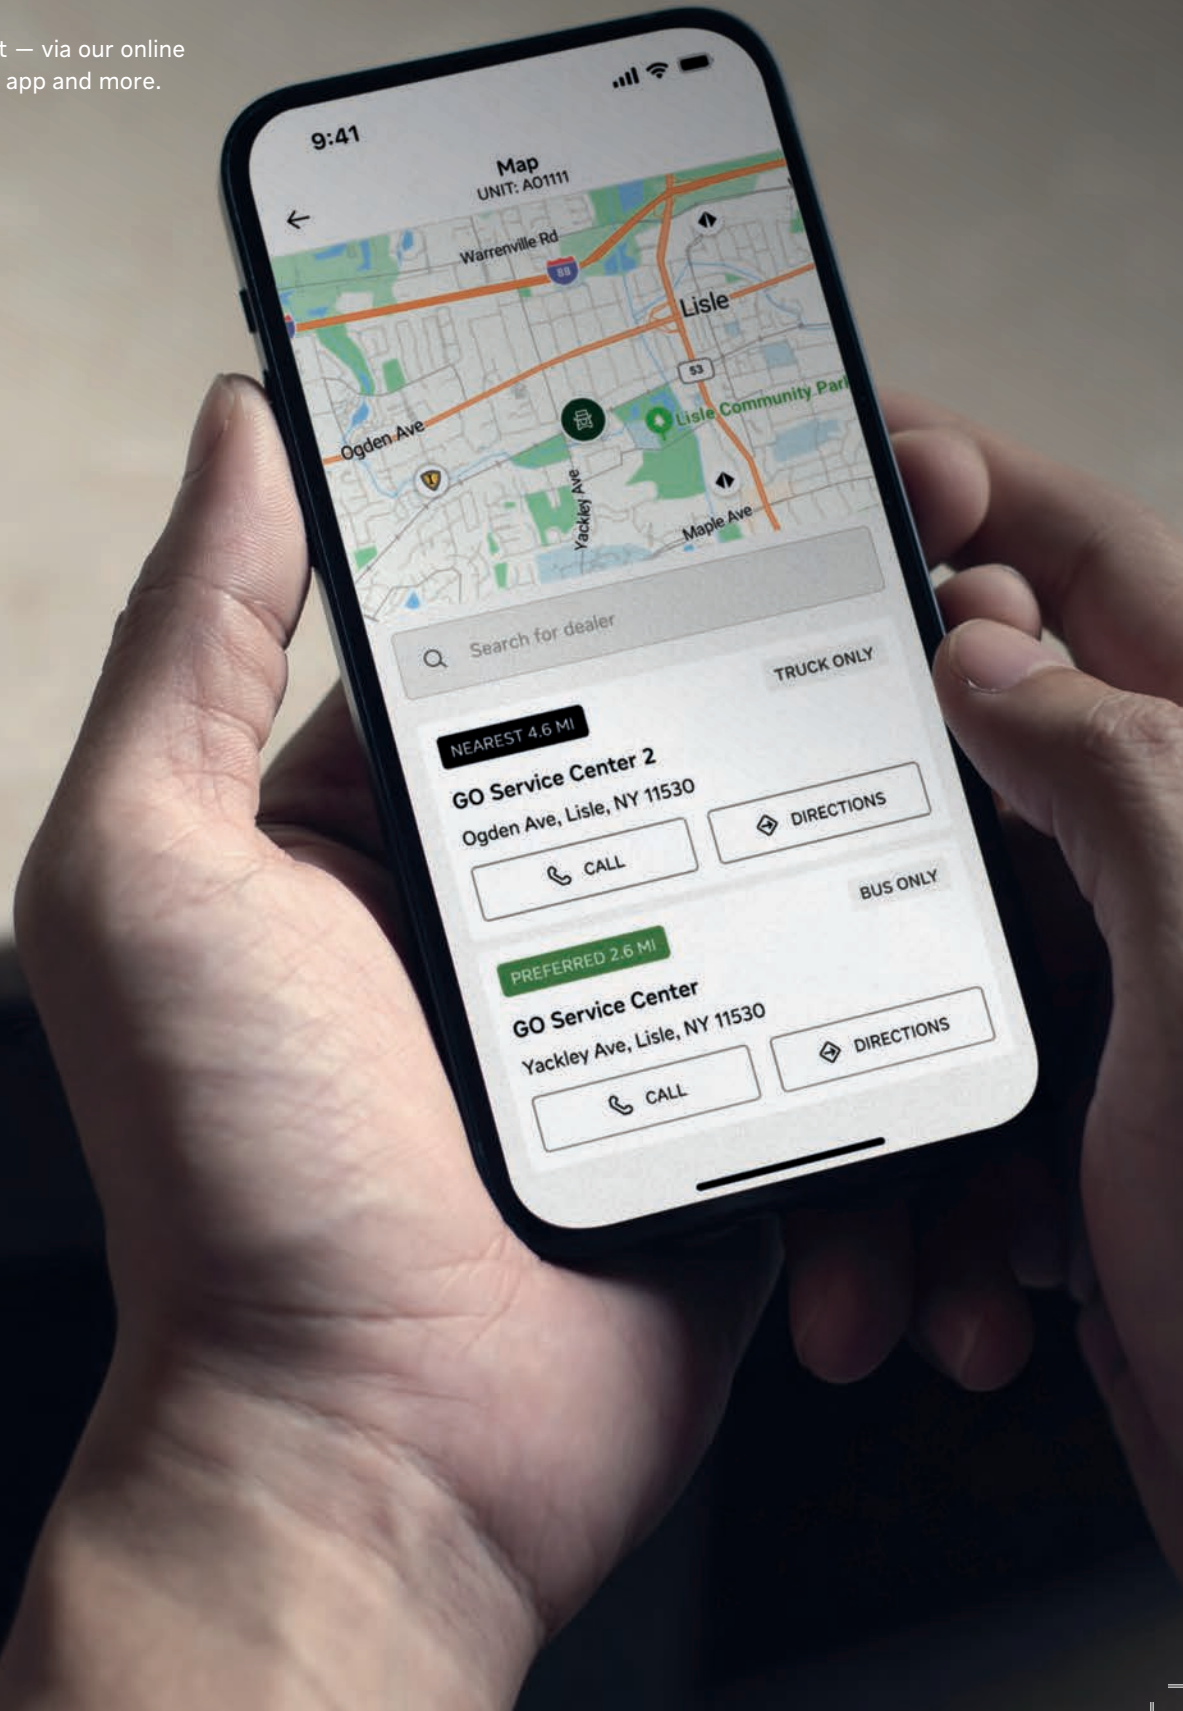 t — via our online
app and more.
9:41
Map
UNIT: A01111
Warrenville Rd
88
Lisle
53
Lisle Community Park
Ogden Ave
Yackley Ave
Maple Ave
Search for dealer
TRUCK ONLY
NEAREST 4.6 MI
GO Service Center 2
Ogden Ave, Lisle, NY 11530
CALL
DIRECTIONS
BUS ONLY
PREFERRED 2.6 MI
GO Service Center
Yackley Ave, Lisle, NY 11530
CALL
DIRECTIONS